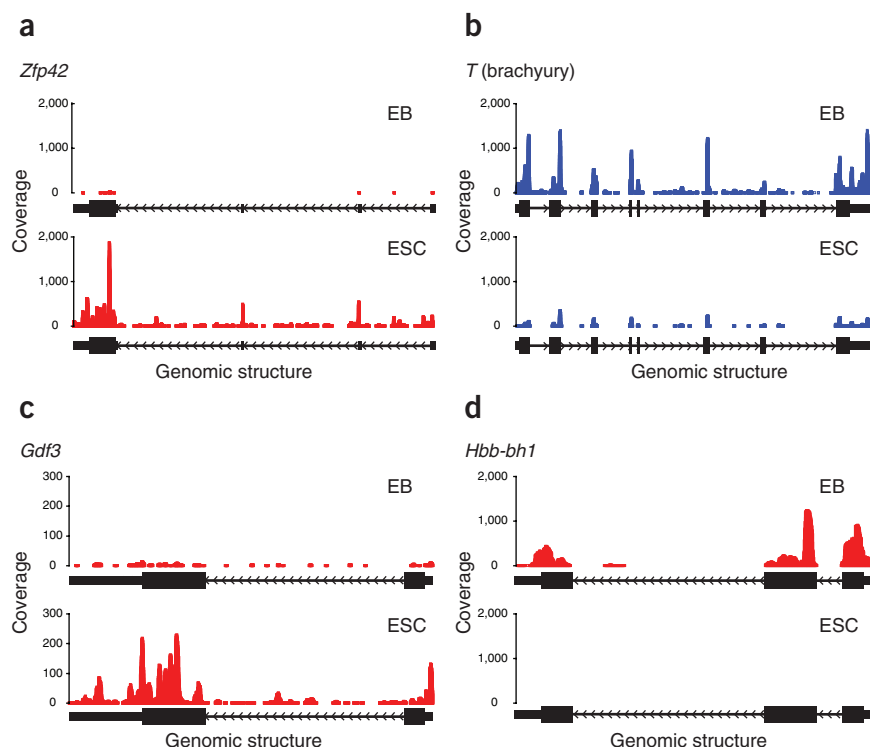 a
Zfp42
2,000
1,000
0
EB
Coverage
2,000
1,000
0
ESC
Genomic structure
b
T (brachyury)
2,000
1,000
0
EB
Coverage
2,000
1,000
0
ESC
Genomic structure
c
Gdf3
300
200
100
0
EB
Coverage
300
200
100
0
ESC
Genomic structure
d
Hbb-bh1
2,000
1,000
0
EB
Coverage
2,000
1,000
0
ESC
Genomic structure